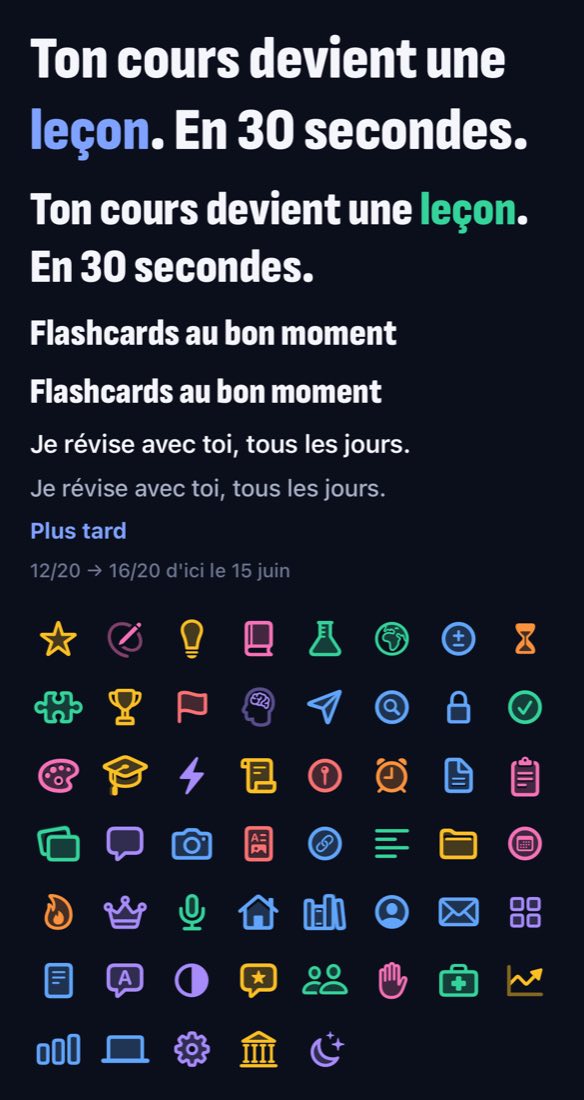 Ton cours devient une
leçon. En 30 secondes.
Ton cours devient une leçon.
En 30 secondes.
Flashcards au bon moment
Flashcards au bon moment
Je révise avec toi, tous les jours.
Je révise avec toi, tous les jours.
Plus tard
12/20 → 16/20 d'ici le 15 juin
A
A